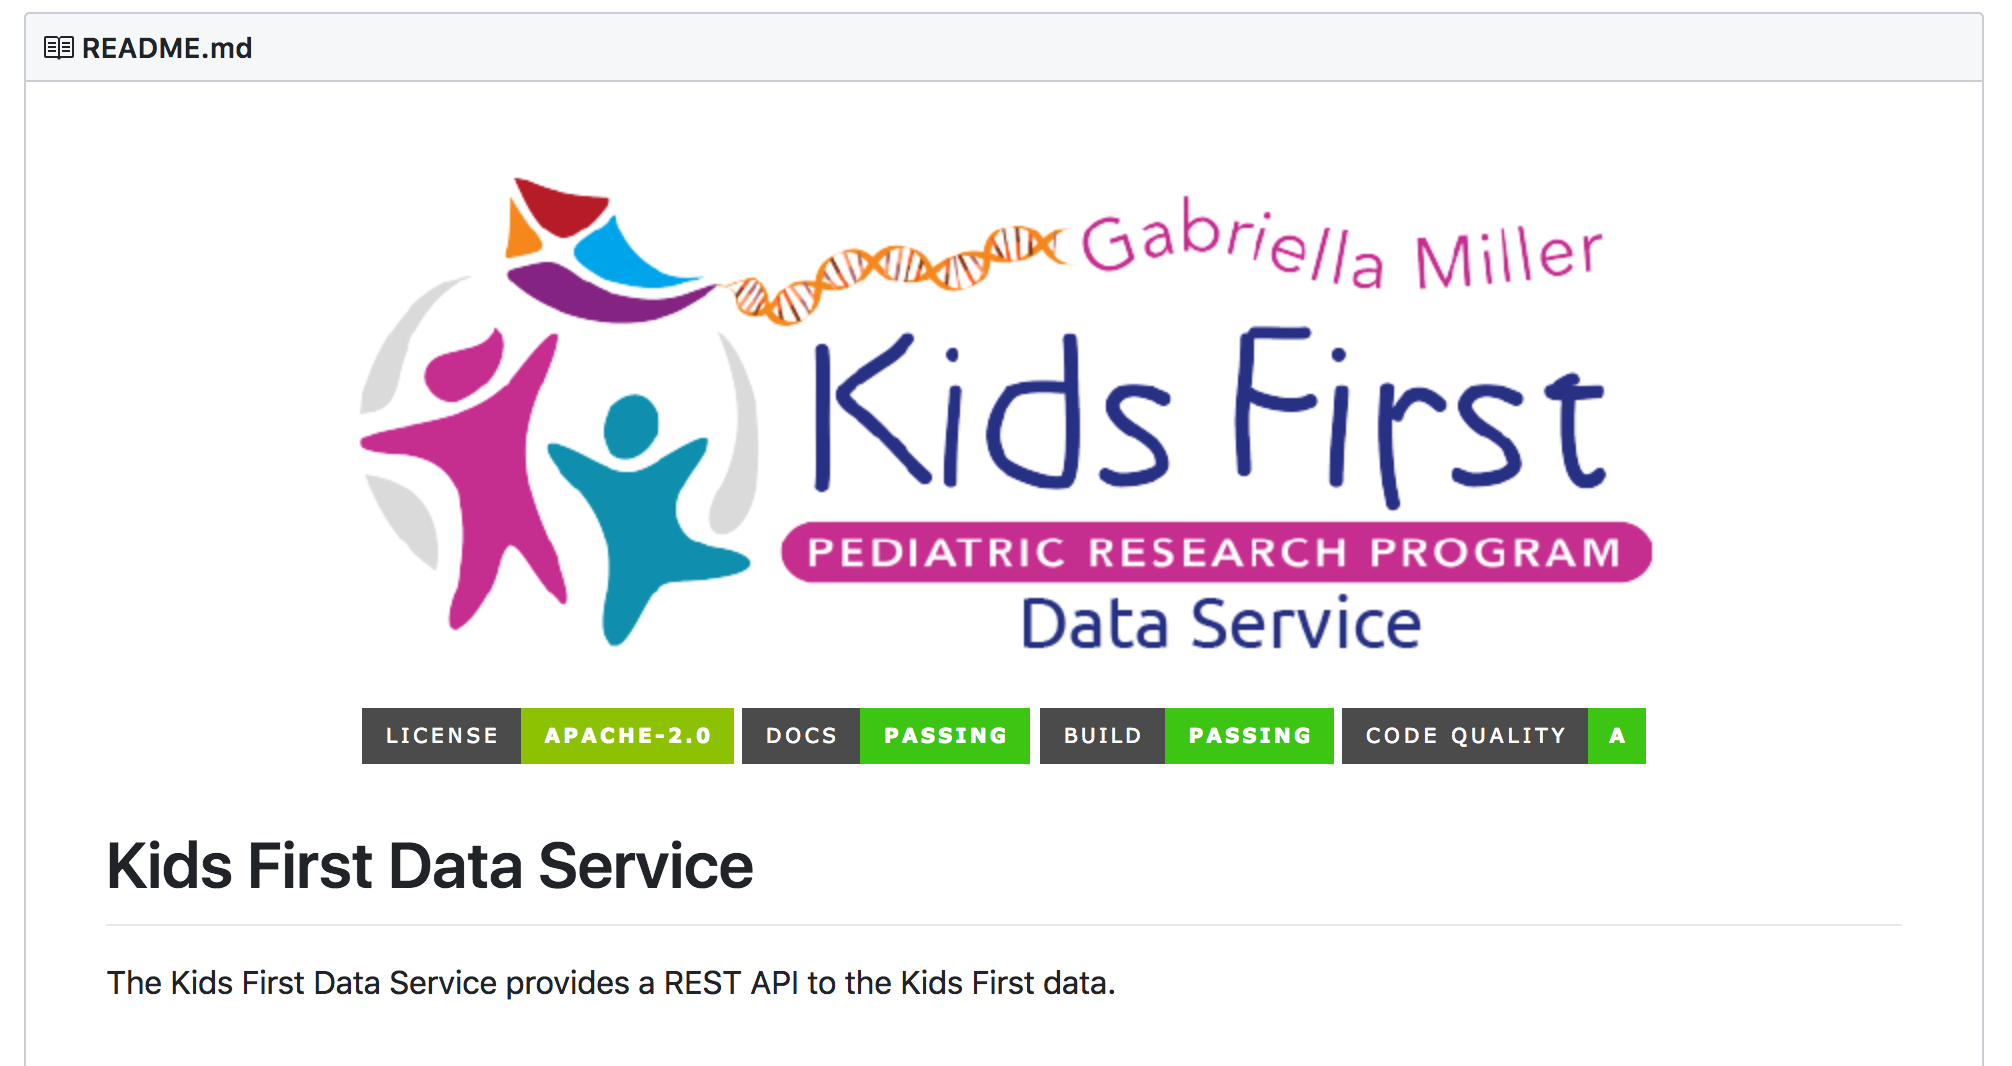 README.md
Gabriella Miller
Kids First
PEDIATRIC RESEARCH PROGRAM
Data Service
LICENSE APACHE-2.0 DOCS PASSING BUILD PASSING CODE QUALITY A
Kids First Data Service
The Kids First Data Service provides a REST API to the Kids First data.